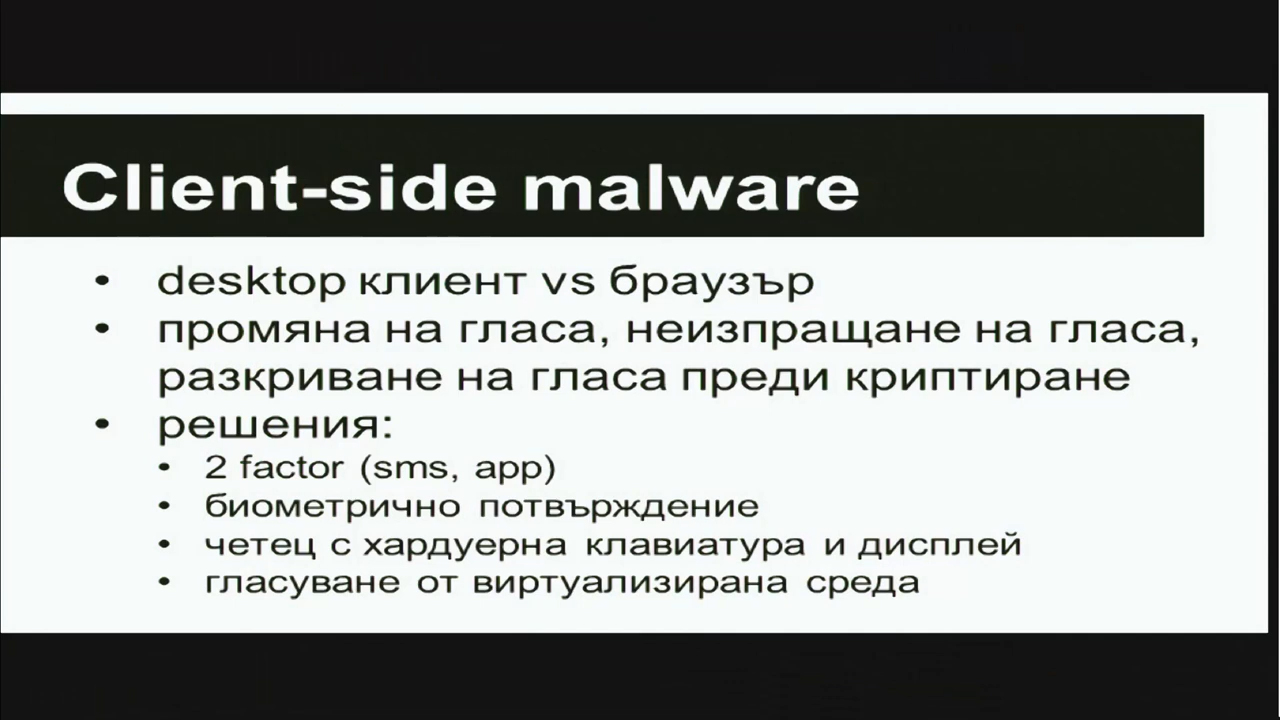 Client-side malware
• desktop клиент vs браузър
• промяна на гласа, неизпращане на гласа,
разкриване на гласа преди криптиране
• решения:
• 2 factor (sms, app)
• биометрично потвърждение
• четец с хардуерна клавиатура и дисплей
• гласуване от виртуализирана среда